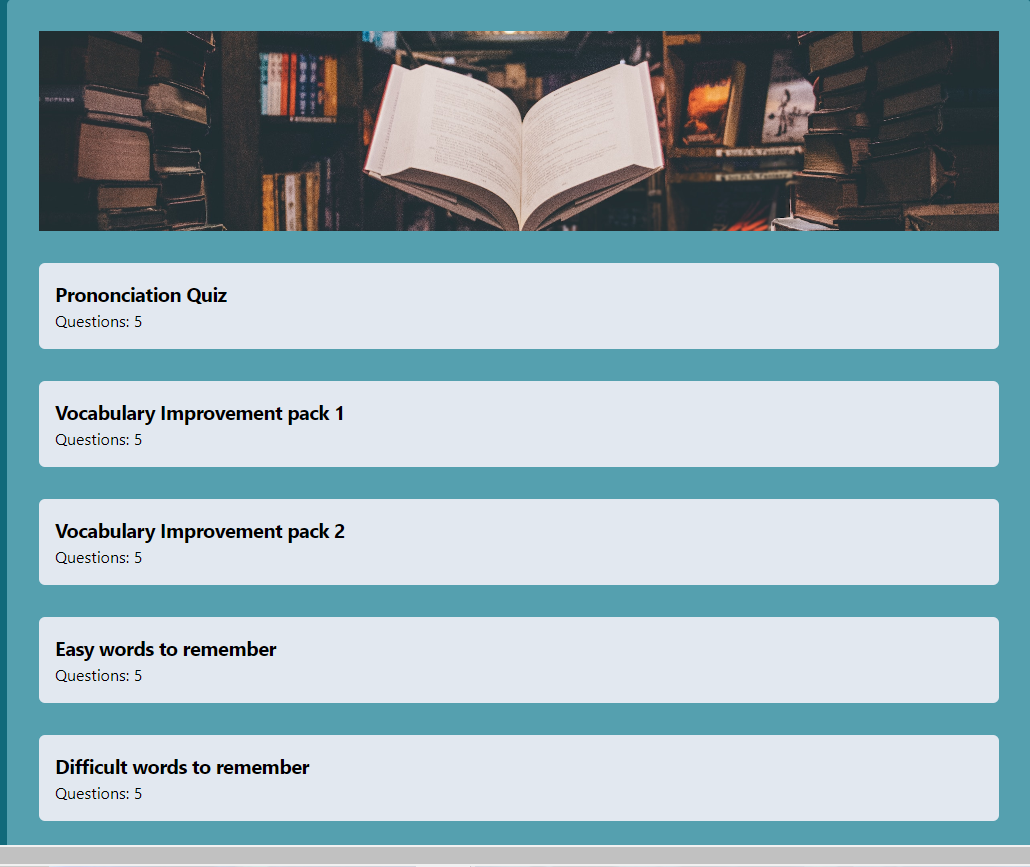 HOPKINS
Prononciation Quiz
Questions: 5
Vocabulary Improvement pack 1
Questions: 5
Vocabulary Improvement pack 2
Questions: 5
Easy words to remember
Questions: 5
Difficult words to remember
Questions: 5